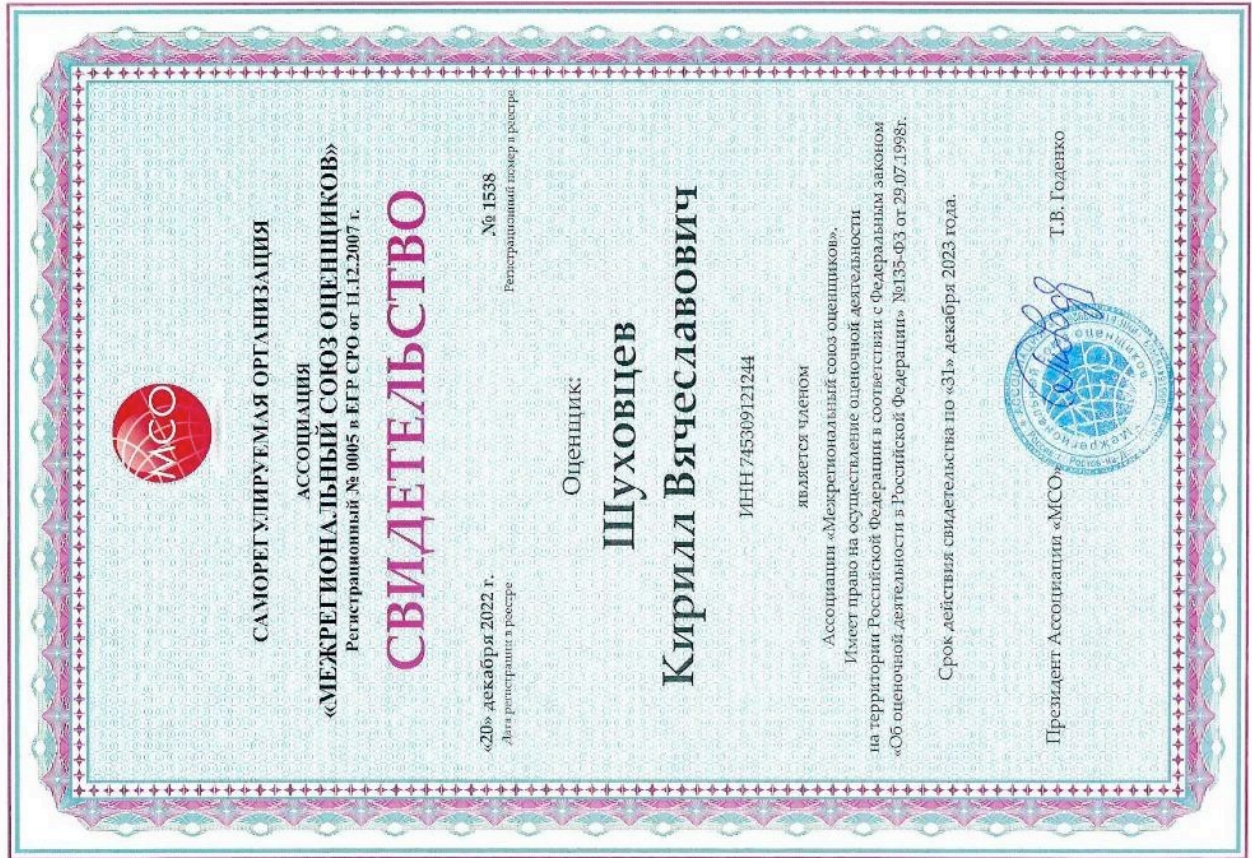 МСО
САМОРЕГУЛИРУЕМАЯ ОРГАНИЗАЦИЯ
АССОЦИАЦИЯ
«МЕЖРЕГИОНАЛЬНЫЙ СОЮЗ ОЦЕНЩИКОВ»
Регистрационный № 0005 в ЕГР СРО от 11.12.2007 г.
СВИДЕТЕЛЬСТВО
«20» декабря 2022 г. № 1538
Дата регистрации в реестре Регистрационный номер в реестре
Оценщик:
Шуховцев
Кирилл Вячеславович
ИНН 745309121244
является членом
Ассоциации «Межрегиональный союз оценщиков».
Имеет право на осуществление оценочной деятельности
на территории Российской Федерации в соответствии с Федеральным законом
«Об оценочной деятельности в Российской Федерации» №135-ФЗ от 29.07.1998г.
Срок действия свидетельства по «31» декабря 2023 года.
Президент Ассоциации «МСО» Т.В. Годенко